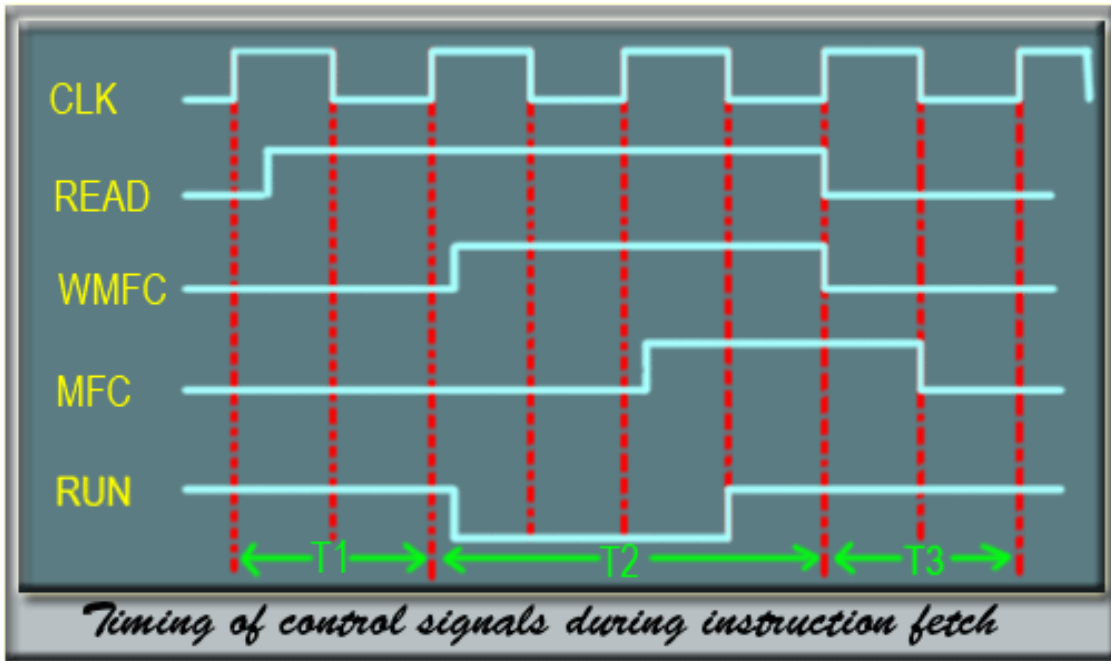 CLK
READ
WMFC
MFC
RUN
T1 T2 T3
Timing of control signals during instruction fetch